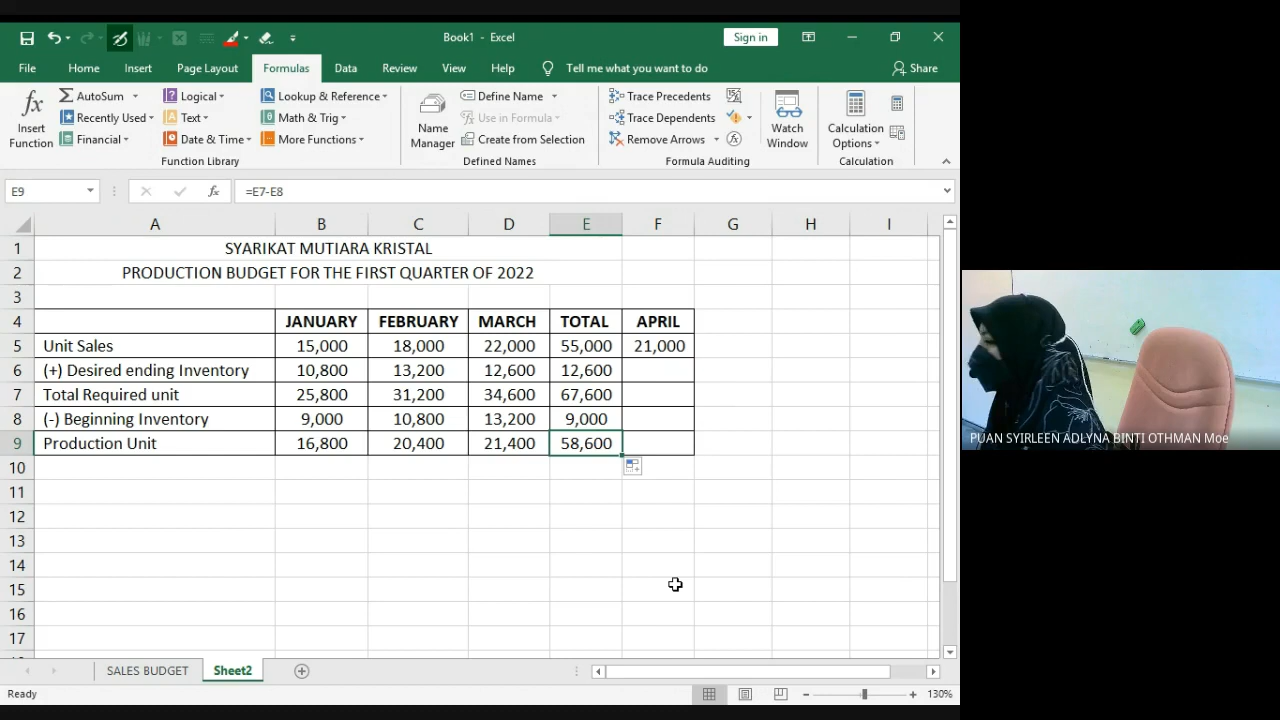 Book1 - Excel
Sign in
File Home Insert Page Layout Formulas Data Review View Help Tell me what you want to do Share
fx Insert Function
AutoSum
Recently Used
Financial
Logical
Text
Date & Time
Lookup & Reference
Math & Trig
More Functions
Function Library
Name Manager
Define Name
Use in Formula
Create from Selection
Defined Names
Trace Precedents
Trace Dependents
Remove Arrows
fx
Formula Auditing
Watch Window
Calculation Options
Calculation
E9 fx =E7-E8
A B C D E F G H I
1 SYARIKAT MUTIARA KRISTAL
2 PRODUCTION BUDGET FOR THE FIRST QUARTER OF 2022
3
4 JANUARY FEBRUARY MARCH TOTAL APRIL
5 Unit Sales 15,000 18,000 22,000 55,000 21,000
6 (+) Desired ending Inventory 10,800 13,200 12,600 12,600
7 Total Required unit 25,800 31,200 34,600 67,600
8 (-) Beginning Inventory 9,000 10,800 13,200 9,000
9 Production Unit 16,800 20,400 21,400 58,600
10
11
12
13
14
15
16
17
SALES BUDGET Sheet2
Ready 130%
PUAN SYIRLEEN ADLYNA BINTI OTHMAN Moe